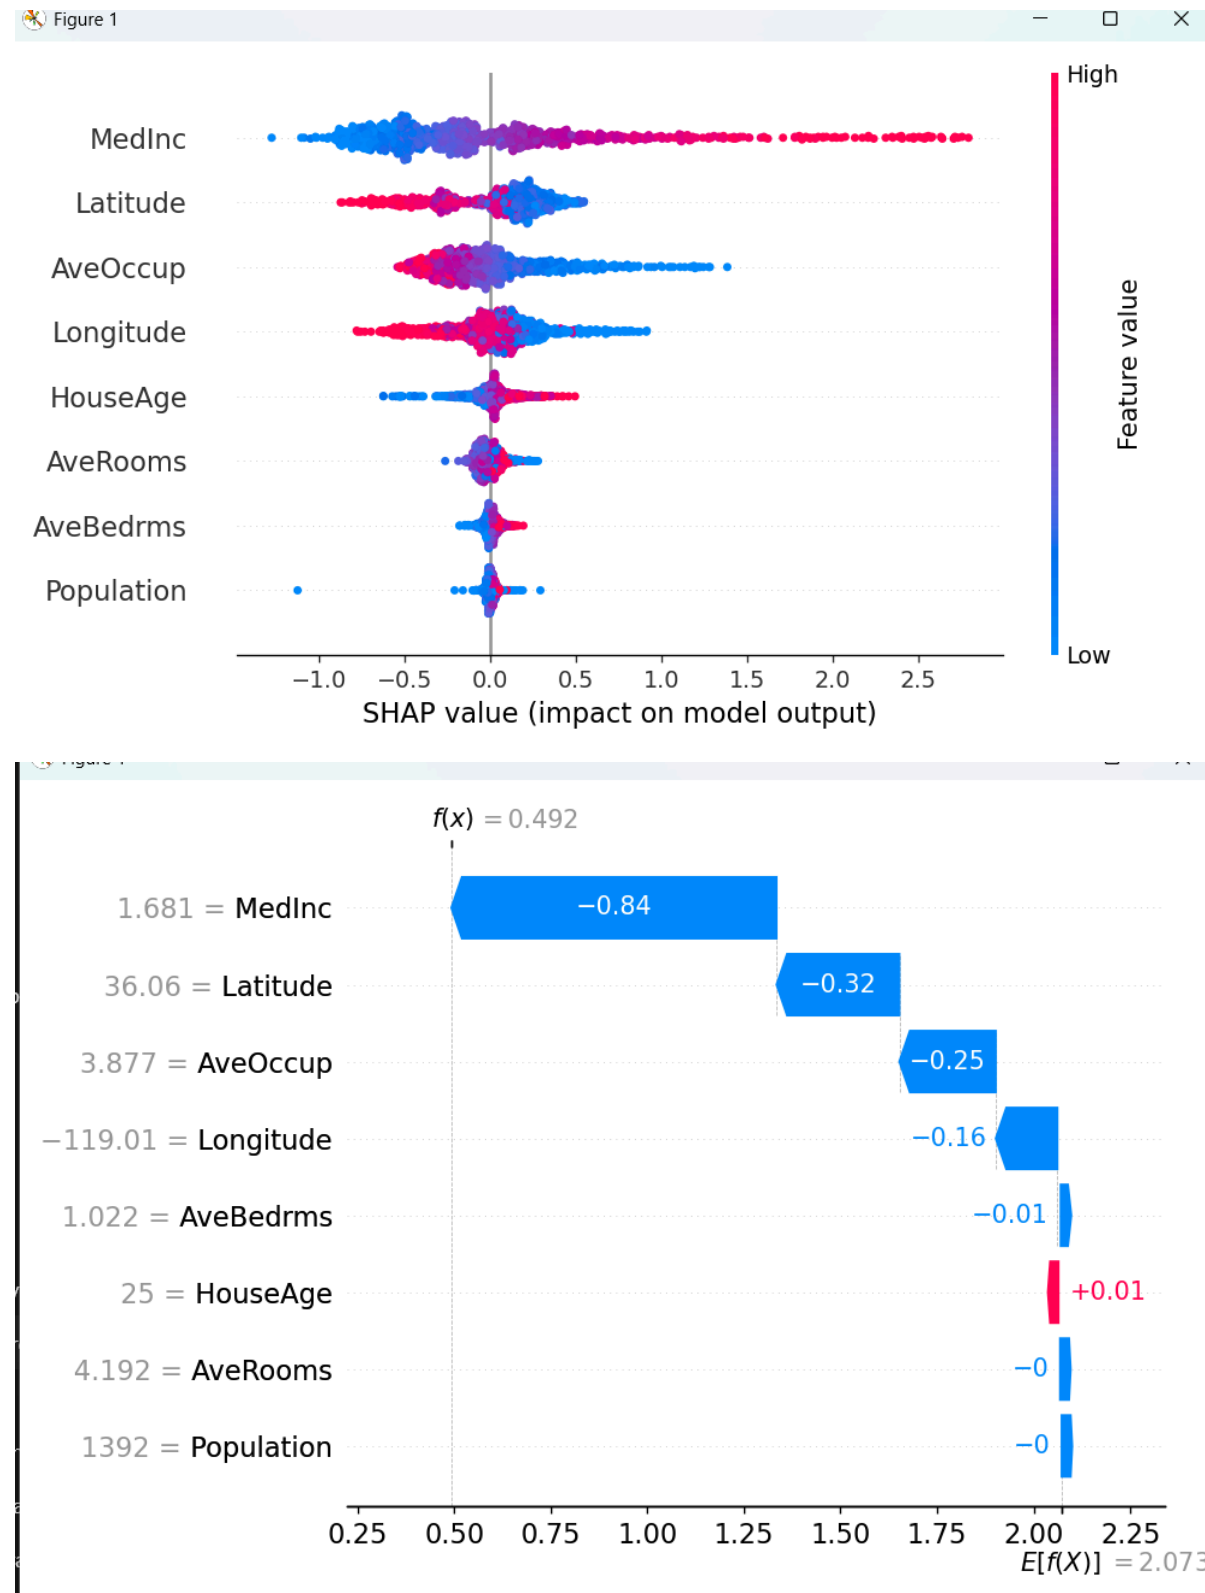 Figure 1
High
MedInc
Latitude
AveOccup
Longitude
HouseAge
AveRooms
AveBedrms
Population
Feature value
Low
−1.0 −0.5 0.0 0.5 1.0 1.5 2.0 2.5
SHAP value (impact on model output)
f(x) = 0.492
1.681 = MedInc −0.84
36.06 = Latitude −0.32
3.877 = AveOccup −0.25
−119.01 = Longitude −0.16
1.022 = AveBedrms −0.01
25 = HouseAge +0.01
4.192 = AveRooms −0
1392 = Population −0
0.25 0.50 0.75 1.00 1.25 1.50 1.75 2.00 2.25
E[f(X)] = 2.073